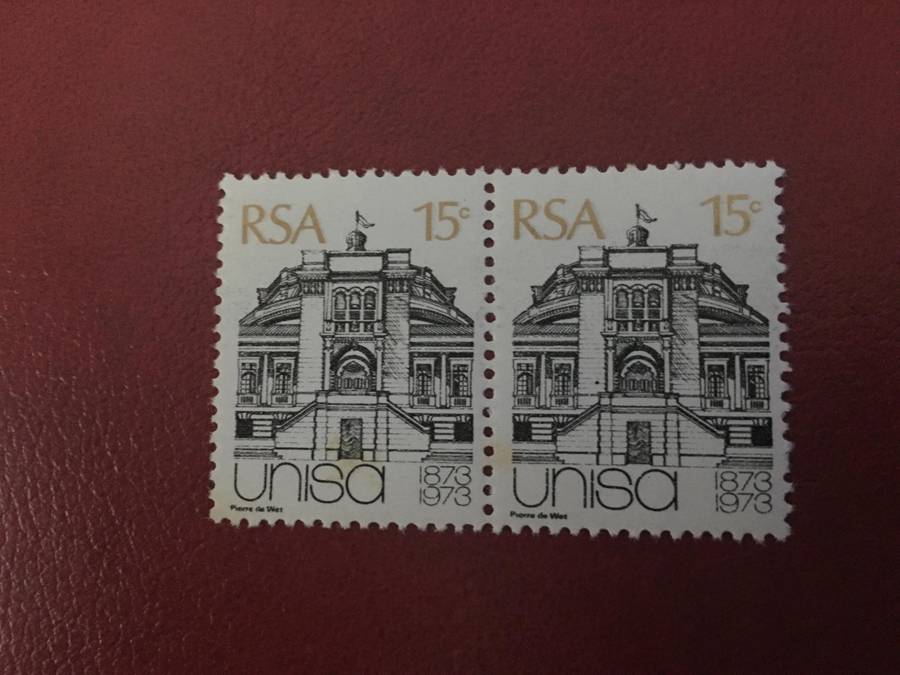 RSA 15c
unisa 1873
1973
Pierre de Wet
RSA 15c
unisa 1873
1973
Pierre de Wet